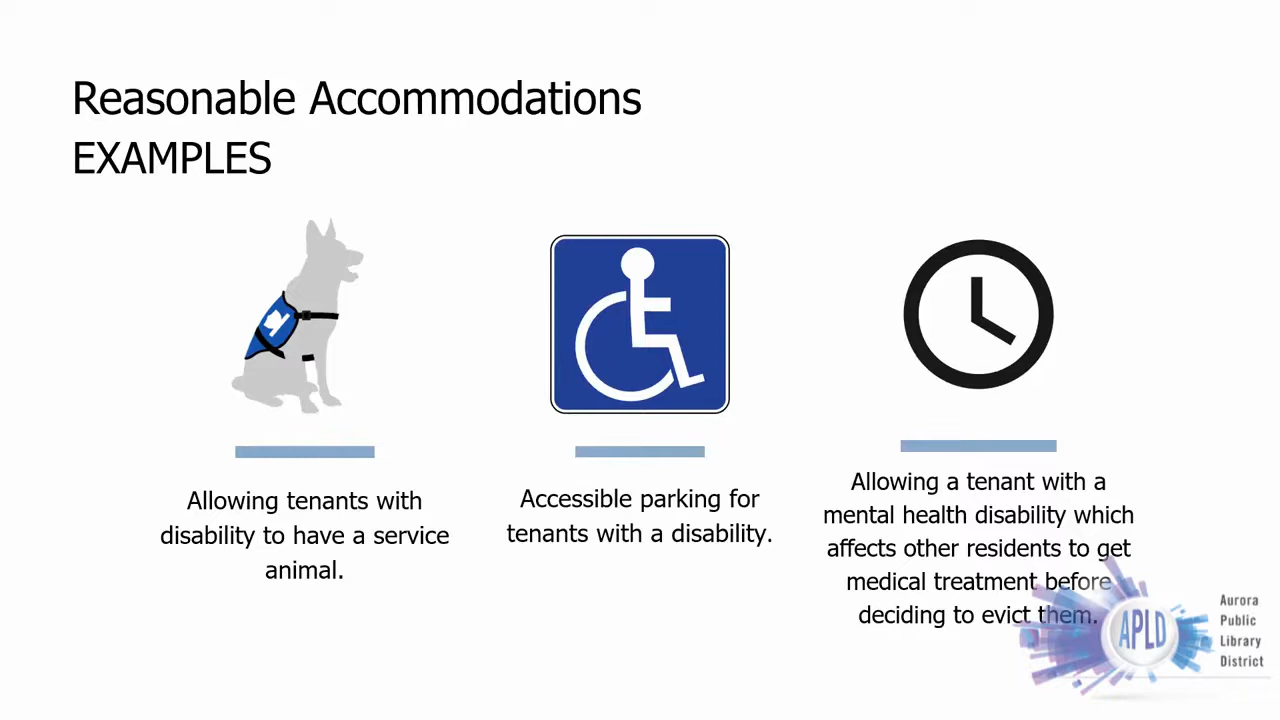 Reasonable Accommodations
EXAMPLES
Allowing tenants with
disability to have a service
animal.
Accessible parking for
tenants with a disability.
Allowing a tenant with a
mental health disability which
affects other residents to get
medical treatment before
deciding to evict them.
APLD
Aurora
Public
Library
District